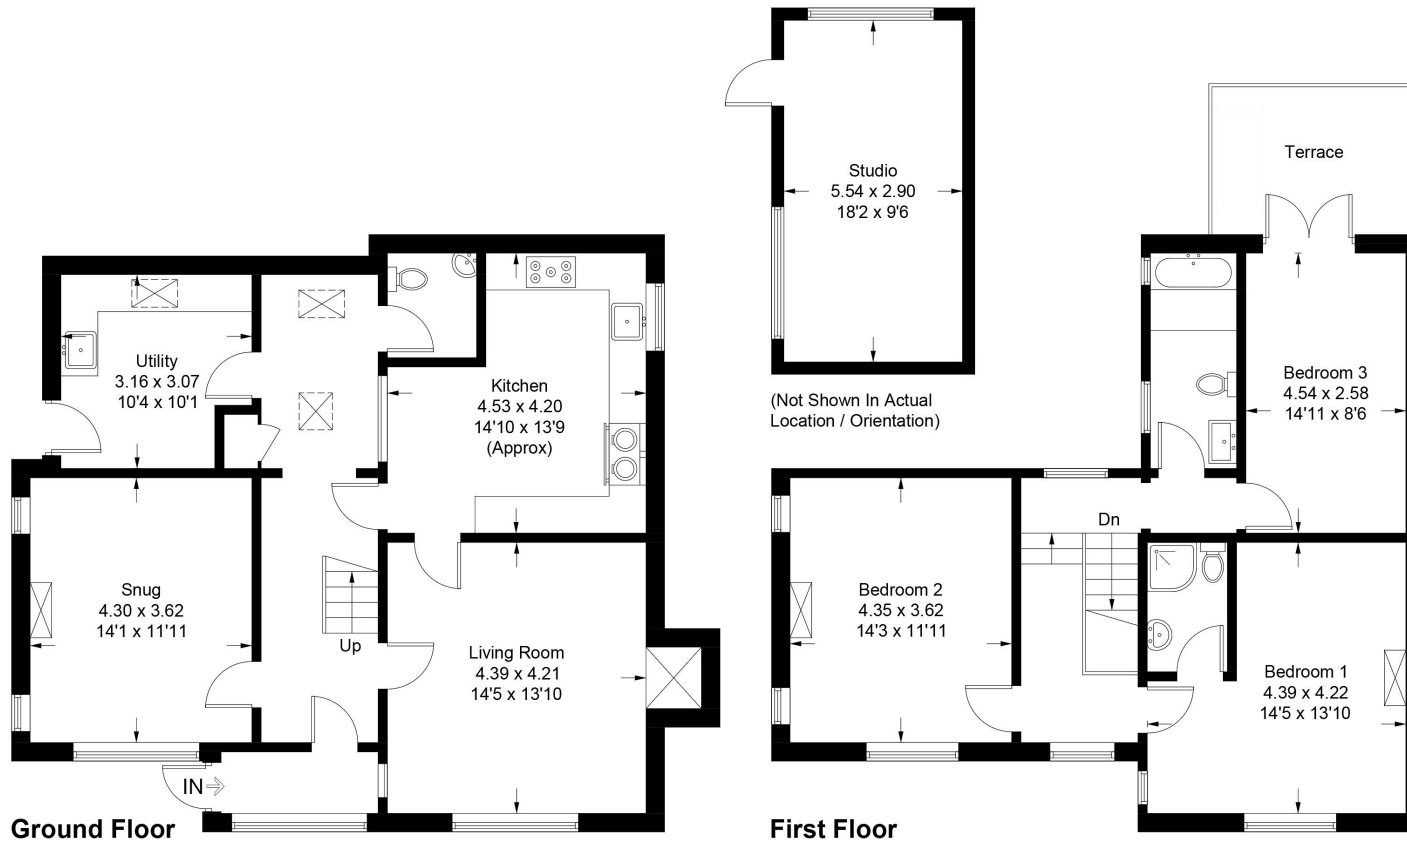 Studio
5.54 x 2.90
18'2 x 9'6
(Not Shown In Actual
Location / Orientation)
Utility
3.16 x 3.07
10'4 x 10'1
Kitchen
4.53 x 4.20
14'10 x 13'9
(Approx)
Snug
4.30 x 3.62
14'1 x 11'11
Up
Living Room
4.39 x 4.21
14'5 x 13'10
IN
Ground Floor
Terrace
Bedroom 3
4.54 x 2.58
14'11 x 8'6
Dn
Bedroom 2
4.35 x 3.62
14'3 x 11'11
Bedroom 1
4.39 x 4.22
14'5 x 13'10
First Floor